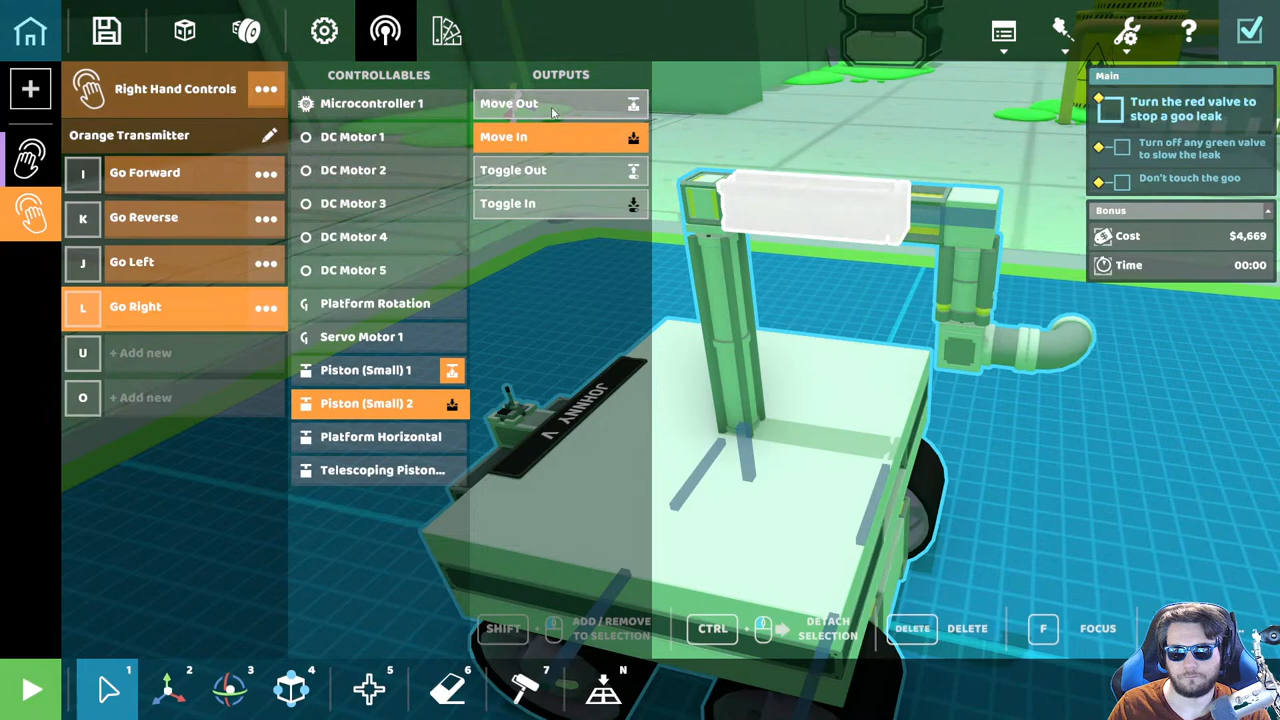 Right Hand Controls
Orange Transmitter
I Go Forward
K Go Reverse
J Go Left
L Go Right
U + Add new
O + Add new
CONTROLLABLES
Microcontroller 1
DC Motor 1
DC Motor 2
DC Motor 3
DC Motor 4
DC Motor 5
Platform Rotation
Servo Motor 1
Piston (Small) 1
Piston (Small) 2
Platform Horizontal
Telescoping Piston...
OUTPUTS
Move Out
Move In
Toggle Out
Toggle In
?
Main
Turn the red valve to
stop a goo leak
Turn off any green valve
to slow the leak
Don't touch the goo
Bonus
Cost $4,669
Time 00:00
JOHNNY V
SHIFT + ADD / REMOVE
TO SELECTION
CTRL + DETACH
SELECTION
DELETE DELETE
F FOCUS
1
2
3
4
5
6
7
N